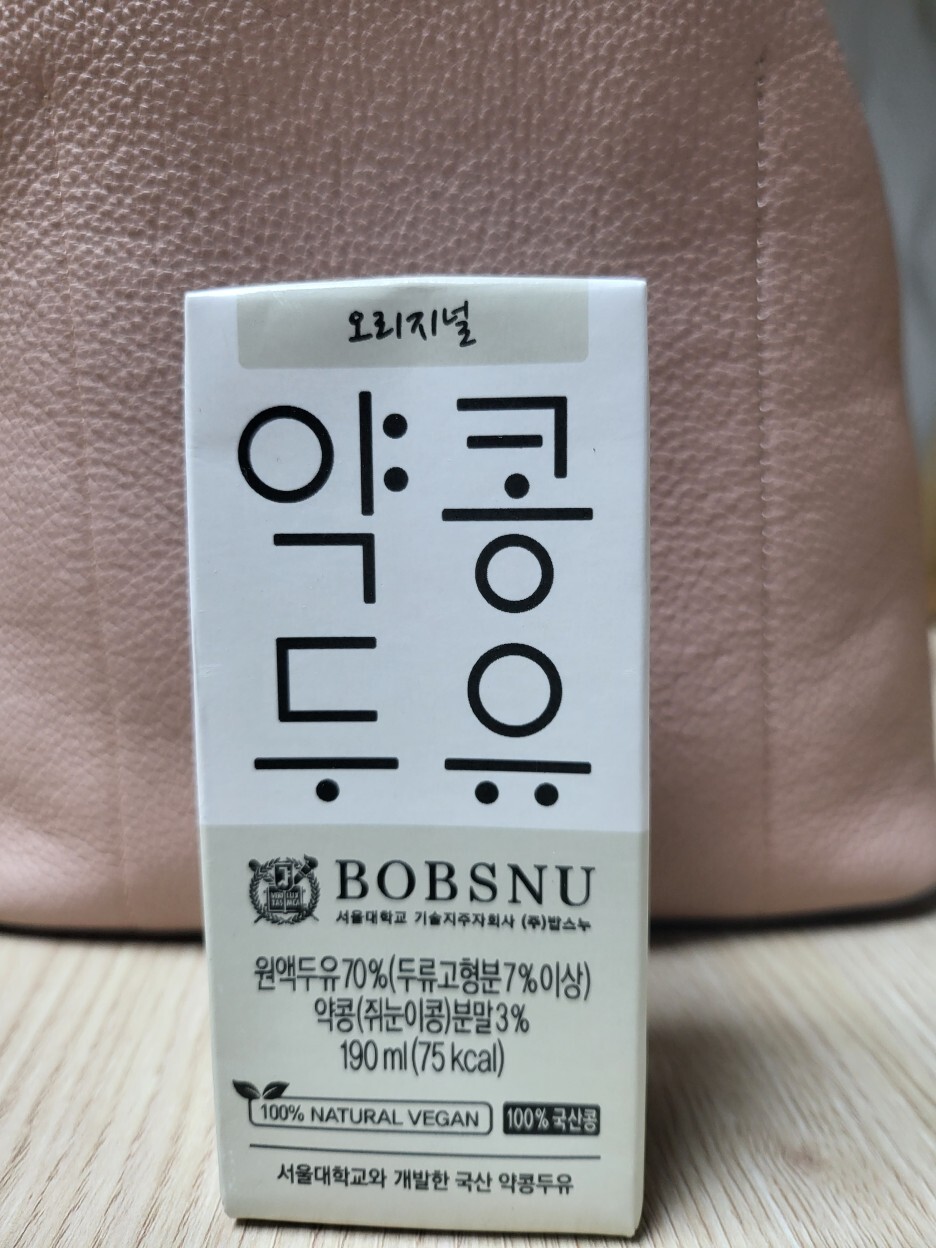 오리지널
약콩
두유
BOBSNU
서울대학교 기술지주자회사 (주)밥스누
원액두유70%(두류고형분7%이상)
약콩(쥐눈이콩)분말3%
190 ml (75 kcal)
100% NATURAL VEGAN
100% 국산콩
서울대학교와 개발한 국산 약콩두유